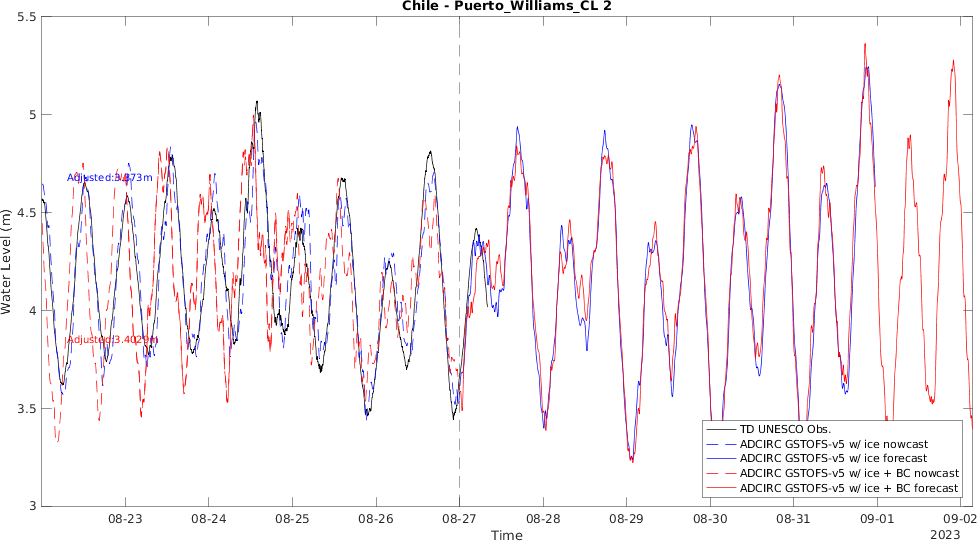 Chile - Puerto_Williams_CL 2
5.5
5
4.5
4
3.5
3
Water Level (m)
Adjusted:3.373m
TD UNESCO Obs.
ADCIRC GSTOFS-v5 w/ ice nowcast
ADCIRC GSTOFS-v5 w/ ice forecast
ADCIRC GSTOFS-v5 w/ ice + BC nowcast
ADCIRC GSTOFS-v5 w/ ice + BC forecast
08-23 08-24 08-25 08-26 08-27 08-28 08-29 08-30 08-31 09-01 09-02
Time
2023